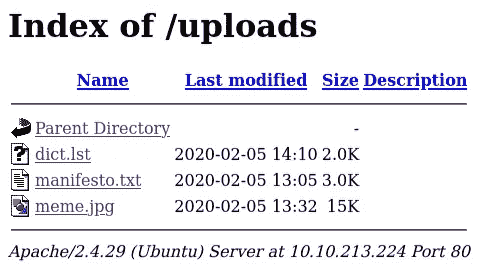 Index of /uploads
Name Last modified Size Description
Parent Directory -
dict.lst 2020-02-05 14:10 2.0K
manifesto.txt 2020-02-05 13:05 3.0K
meme.jpg 2020-02-05 13:32 15K
Apache/2.4.29 (Ubuntu) Server at 10.10.213.224 Port 80